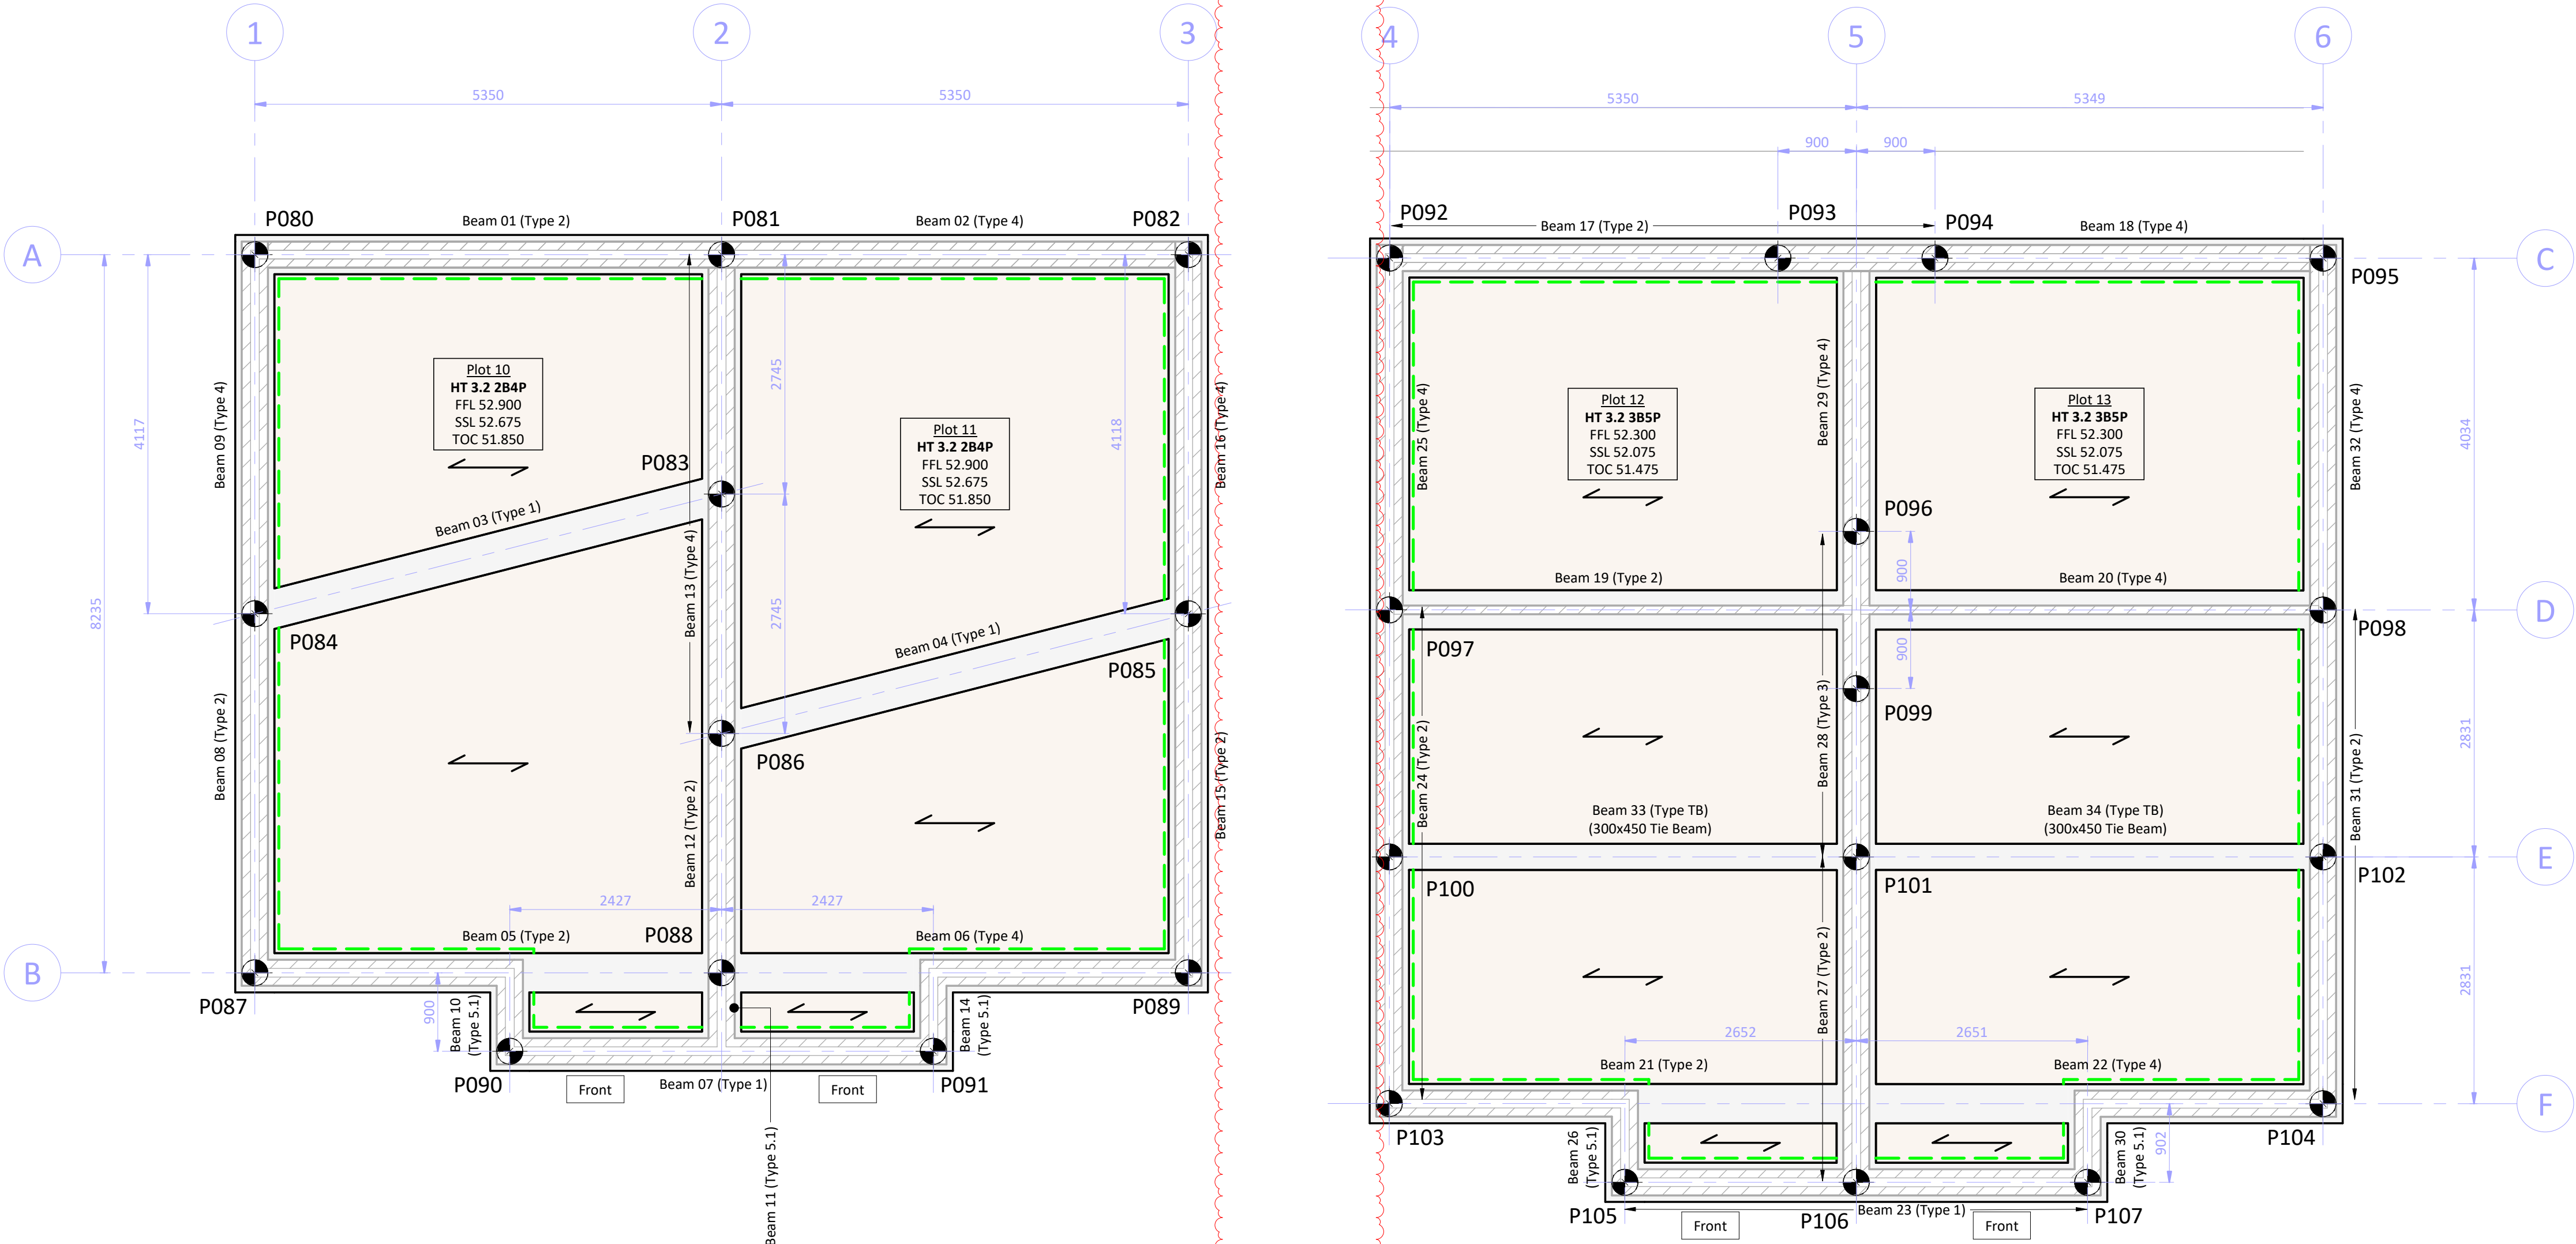 1
2
3
4
5
6
5350
5350
5350
5349
900
900
P080
Beam 01 (Type 2)
P081
Beam 02 (Type 4)
P082
P092
Beam 17 (Type 2)
P093
P094
Beam 18 (Type 4)
A
C
P095
Beam 09 (Type 4)
4117
8235
Plot 10
HT 3.2 2B4P
FFL 52.900
SSL 52.675
TOC 51.850
P083
2745
2745
4118
Plot 11
HT 3.2 2B4P
FFL 52.900
SSL 52.675
TOC 51.850
Beam 16 (Type 4)
Beam 03 (Type 1)
Beam 13 (Type 4)
P084
Beam 04 (Type 1)
P085
P086
Beam 08 (Type 2)
Beam 12 (Type 2)
Beam 15 (Type 2)
2427
2427
Beam 05 (Type 2)
P088
Beam 06 (Type 4)
B
P087
900
Beam 10
(Type 5.1)
Beam 14
(Type 5.1)
P089
P090
Front
Beam 07 (Type 1)
Front
P091
Beam 11 (Type 5.1)
Beam 25 (Type 4)
Plot 12
HT 3.2 3B5P
FFL 52.300
SSL 52.075
TOC 51.475
Beam 29 (Type 4)
Plot 13
HT 3.2 3B5P
FFL 52.300
SSL 52.075
TOC 51.475
Beam 32 (Type 4)
4034
P096
900
Beam 19 (Type 2)
Beam 20 (Type 4)
D
P097
900
P098
P099
Beam 24 (Type 2)
Beam 28 (Type 3)
Beam 31 (Type 2)
2831
Beam 33 (Type TB)
(300x450 Tie Beam)
Beam 34 (Type TB)
(300x450 Tie Beam)
E
P100
P101
P102
Beam 27 (Type 2)
2831
2652
2651
Beam 21 (Type 2)
Beam 22 (Type 4)
F
P103
Beam 26
(Type 5.1)
Beam 30
(Type 5.1)
902
P104
P105
Front
P106
Beam 23 (Type 1)
Front
P107